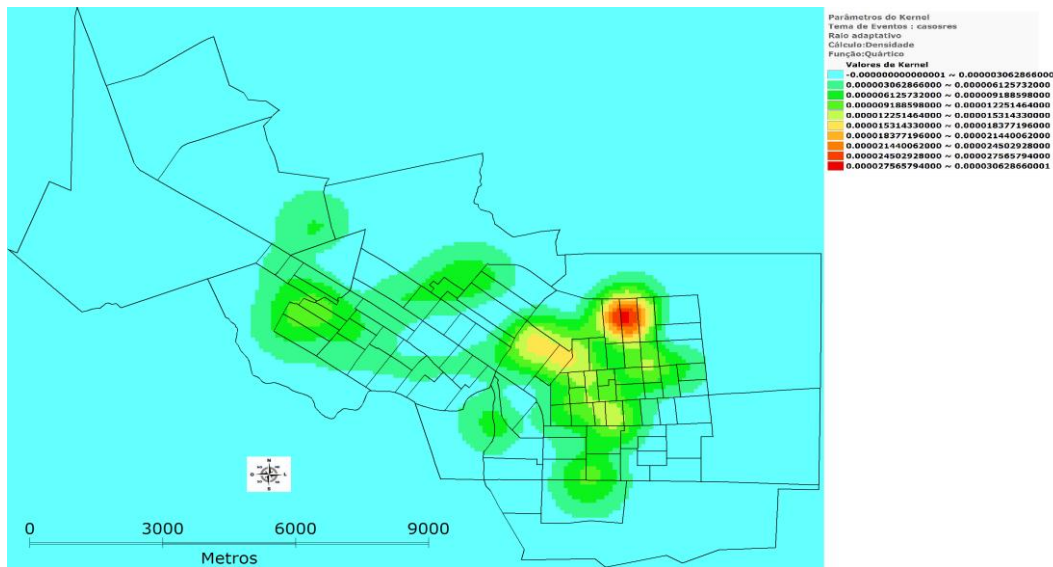 Parâmetros do Kernel
Tema de Eventos : casosres
Raio adaptativo
Cálculo:Densidade
Função:Quártico
Valores de Kernel
-0.000000000000001 ~ 0.000003062866000
0.000003062866000 ~ 0.000006125732000
0.000006125732000 ~ 0.000009188598000
0.000009188598000 ~ 0.000012251464000
0.000012251464000 ~ 0.000015314330000
0.000015314330000 ~ 0.000018377196000
0.000018377196000 ~ 0.000021440062000
0.000021440062000 ~ 0.000024502928000
0.000024502928000 ~ 0.000027565794000
0.000027565794000 ~ 0.000030628660001
N
O L
S
0 3000 6000 9000
Metros